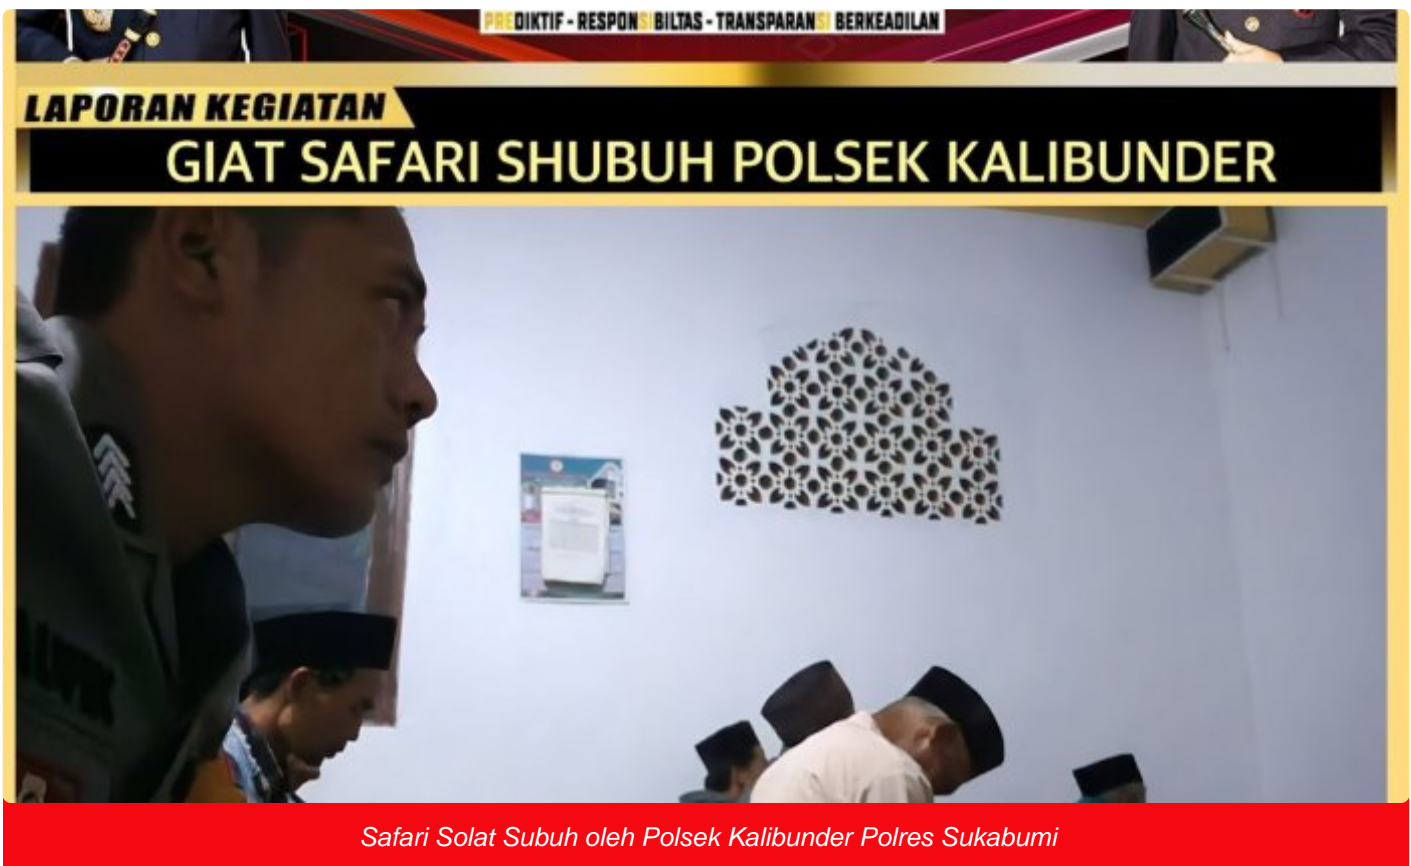 PREDIKTIF - RESPONSIBILTAS - TRANSPARANSI BERKEADILAN
LAPORAN KEGIATAN
GIAT SAFARI SHUBUH POLSEK KALIBUNDER
Safari Solat Subuh oleh Polsek Kalibunder Polres Sukabumi